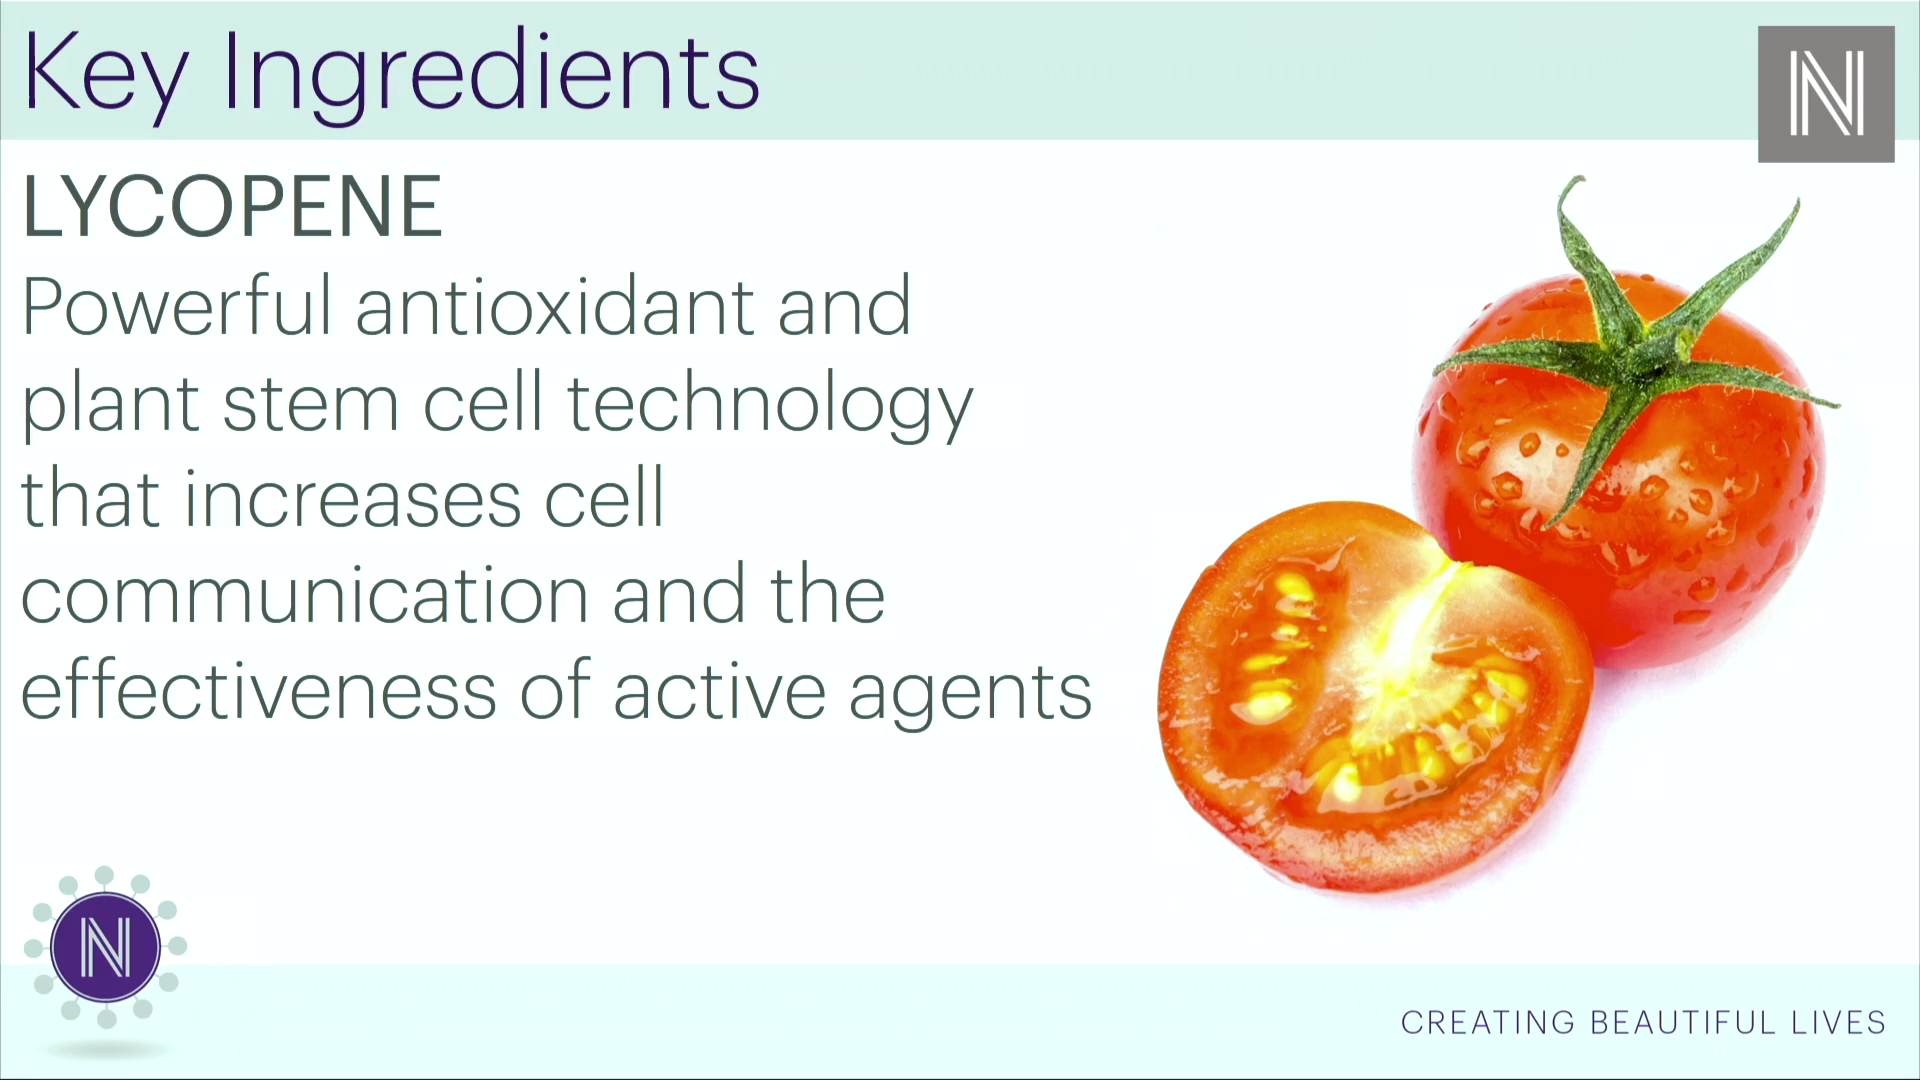 Key Ingredients
N
LYCOPENE
Powerful antioxidant and
plant stem cell technology
that increases cell
communication and the
effectiveness of active agents
N
CREATING BEAUTIFUL LIVES